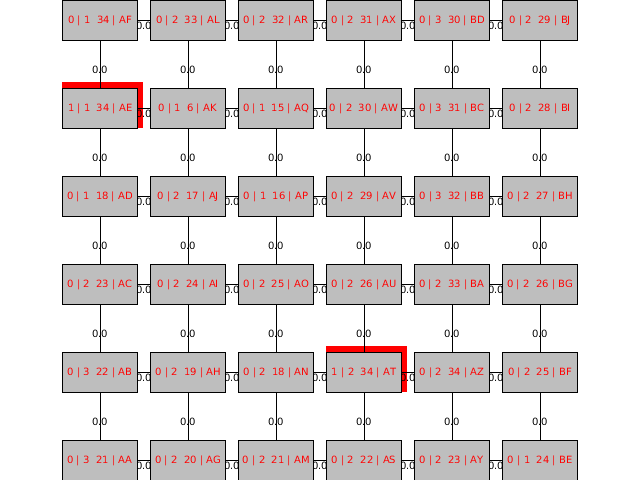 0 | 1 34 | AF 0.0 0 | 2 33 | AL 0.0 0 | 2 32 | AR 0.0 0 | 2 31 | AX 0.0 0 | 3 30 | BD 0.0 0 | 2 29 | BJ
0.0 0.0 0.0 0.0 0.0 0.0
1 | 1 34 | AE 0.0 0 | 1 6 | AK 0.0 0 | 1 15 | AQ 0.0 0 | 2 30 | AW 0.0 0 | 3 31 | BC 0.0 0 | 2 28 | BI
0.0 0.0 0.0 0.0 0.0 0.0
0 | 1 18 | AD 0.0 0 | 2 17 | AJ 0.0 0 | 1 16 | AP 0.0 0 | 2 29 | AV 0.0 0 | 3 32 | BB 0.0 0 | 2 27 | BH
0.0 0.0 0.0 0.0 0.0 0.0
0 | 2 23 | AC 0.0 0 | 2 24 | AI 0.0 0 | 2 25 | AO 0.0 0 | 2 26 | AU 0.0 0 | 2 33 | BA 0.0 0 | 2 26 | BG
0.0 0.0 0.0 0.0 0.0 0.0
0 | 3 22 | AB 0.0 0 | 2 19 | AH 0.0 0 | 2 18 | AN 0.0 1 | 2 34 | AT 0.0 0 | 2 34 | AZ 0.0 0 | 2 25 | BF
0.0 0.0 0.0 0.0 0.0 0.0
0 | 3 21 | AA 0.0 0 | 2 20 | AG 0.0 0 | 2 21 | AM 0.0 0 | 2 22 | AS 0.0 0 | 2 23 | AY 0.0 0 | 1 24 | BE